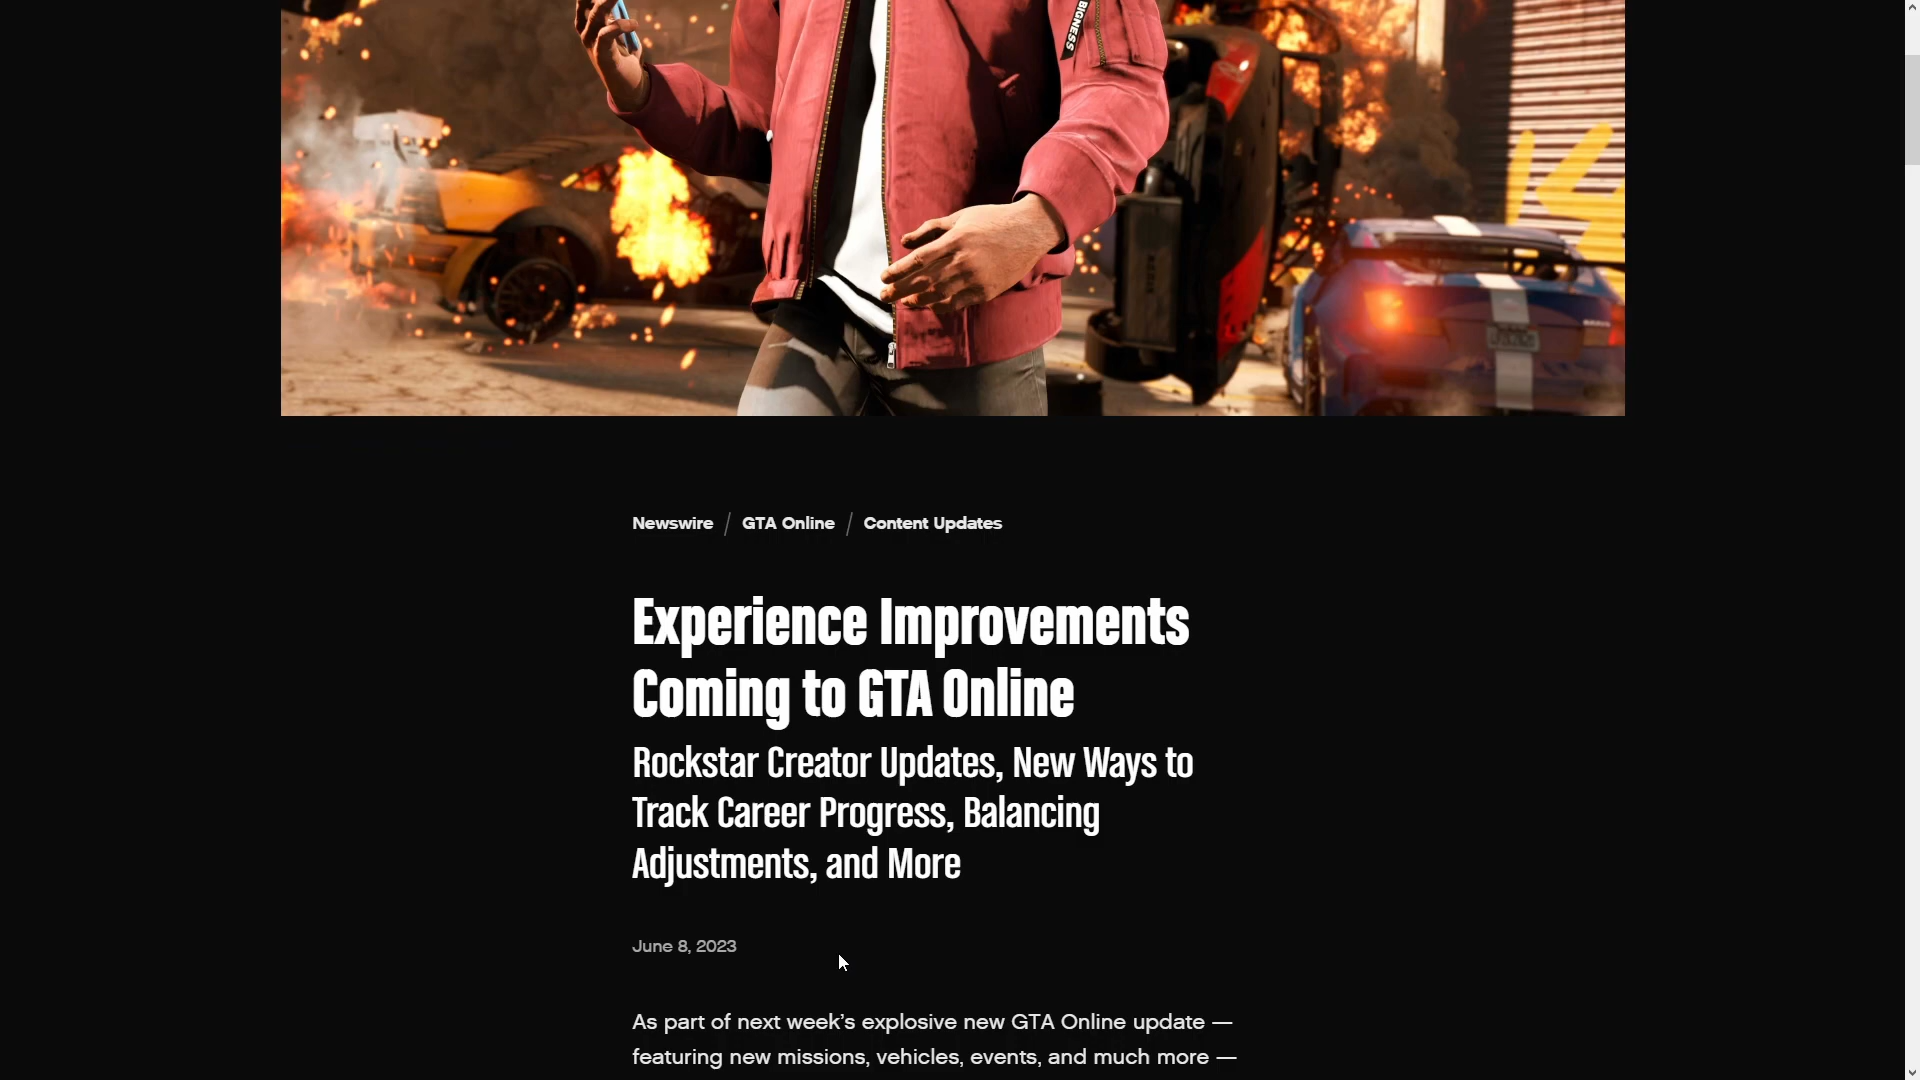 BIGNESS
Newswire / GTA Online / Content Updates
Experience Improvements
Coming to GTA Online
Rockstar Creator Updates, New Ways to
Track Career Progress, Balancing
Adjustments, and More
June 8, 2023
As part of next week’s explosive new GTA Online update —
featuring new missions, vehicles, events, and much more —